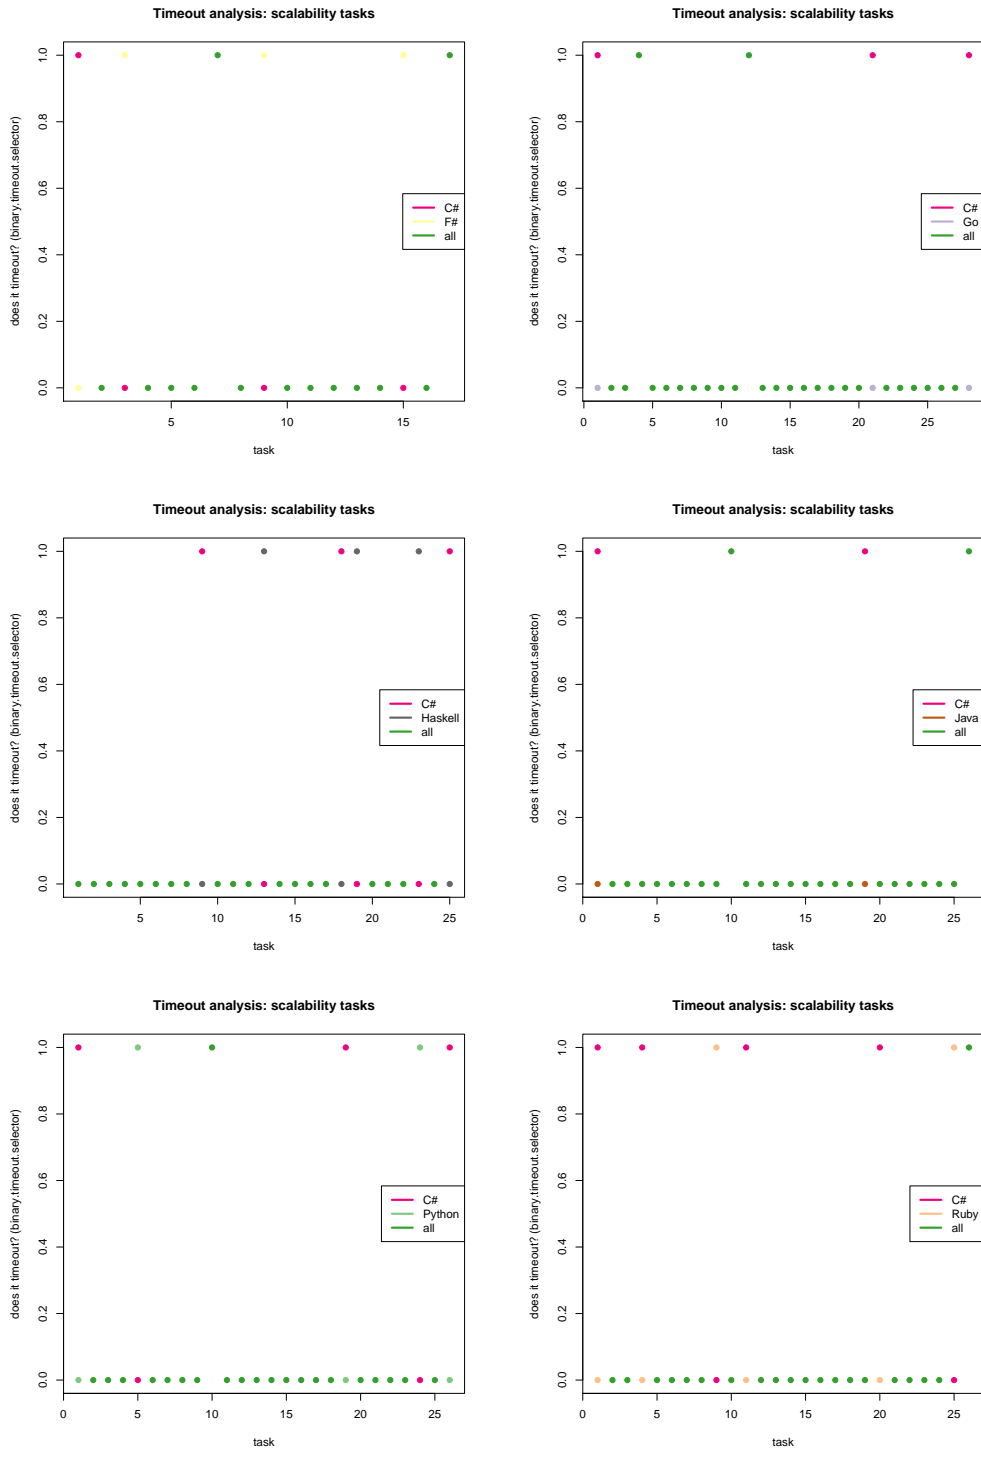 Timeout analysis: scalability tasks
does it timeout? (binary.timeout.selector)
1.0
0.8
0.6
0.4
0.2
0.0
C#
F#
all
5 10 15
task
Timeout analysis: scalability tasks
does it timeout? (binary.timeout.selector)
1.0
0.8
0.6
0.4
0.2
0.0
C#
Go
all
0 5 10 15 20 25
task
Timeout analysis: scalability tasks
does it timeout? (binary.timeout.selector)
1.0
0.8
0.6
0.4
0.2
0.0
C#
Haskell
all
5 10 15 20 25
task
Timeout analysis: scalability tasks
does it timeout? (binary.timeout.selector)
1.0
0.8
0.6
0.4
0.2
0.0
C#
Java
all
0 5 10 15 20 25
task
Timeout analysis: scalability tasks
does it timeout? (binary.timeout.selector)
1.0
0.8
0.6
0.4
0.2
0.0
C#
Python
all
0 5 10 15 20 25
task
Timeout analysis: scalability tasks
does it timeout? (binary.timeout.selector)
1.0
0.8
0.6
0.4
0.2
0.0
C#
Ruby
all
0 5 10 15 20 25
task